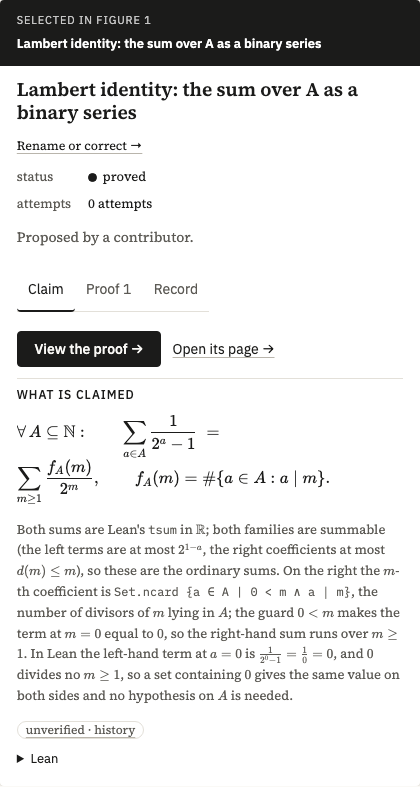 SELECTED IN FIGURE 1
Lambert identity: the sum over A as a binary series
Lambert identity: the sum over A as a
binary series
Rename or correct →
status ● proved
attempts 0 attempts
Proposed by a contributor.
Claim Proof 1 Record
View the proof → Open its page →
WHAT IS CLAIMED
∀ A ⊆ ℕ : ∑_{a∈A} 1/(2^a − 1) =
∑_{m≥1} f_A(m)/2^m, f_A(m) = #{a ∈ A : a | m}.
Both sums are Lean's tsum in ℝ; both families are summable
(the left terms are at most 2^{1−a}, the right coefficients at most
d(m) ≤ m), so these are the ordinary sums. On the right the m-
th coefficient is Set.ncard {a ∈ A | 0 < m ∧ a ∣ m}, the
number of divisors of m lying in A; the guard 0 < m makes the
term at m = 0 equal to 0, so the right-hand sum runs over m ≥
1. In Lean the left-hand term at a = 0 is 1/(2^0−1) = 1/0 = 0, and 0
divides no m ≥ 1, so a set containing 0 gives the same value on
both sides and no hypothesis on A is needed.
unverified · history
▶ Lean